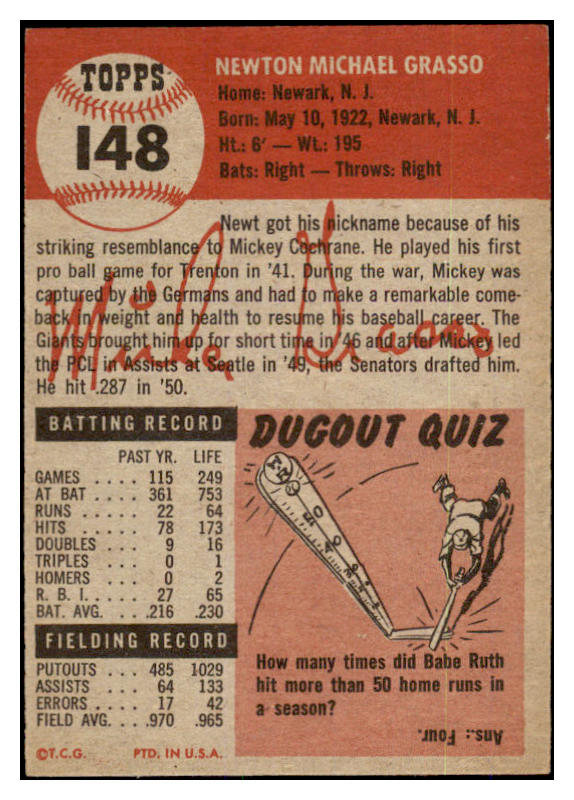 TOPPS
148
NEWTON MICHAEL GRASSO
Home: Newark, N. J.
Born: May 10, 1922, Newark, N. J.
Ht.: 6' — Wt.: 195
Bats: Right — Throws: Right
Newt got his nickname because of his
striking resemblance to Mickey Cochrane. He played his first
pro ball game for Trenton in '41. During the war, Mickey was
captured by the Germans and had to make a remarkable come-
back in weight and health to resume his baseball career. The
Giants brought him up for short time in '46 and after Mickey led
the PCL in Assists at Seatle in '49, the Senators drafted him.
He hit .287 in '50.
Mickey Grasso
BATTING RECORD
PAST YR. LIFE
GAMES .... 115 249
AT BAT .... 361 753
RUNS ..... 22 64
HITS ..... 78 173
DOUBLES ... 9 16
TRIPLES ... 0 1
HOMERS ... 0 2
R. B. I. .... 27 65
BAT. AVG. ... .216 .230
FIELDING RECORD
PUTOUTS ... 485 1029
ASSISTS .... 64 133
ERRORS .... 17 42
FIELD AVG. ... .970 .965
©T.C.G. PTD. IN U.S.A.
DUGOUT QUIZ
How many times did Babe Ruth
hit more than 50 home runs in
a season?
Ans.: Four.